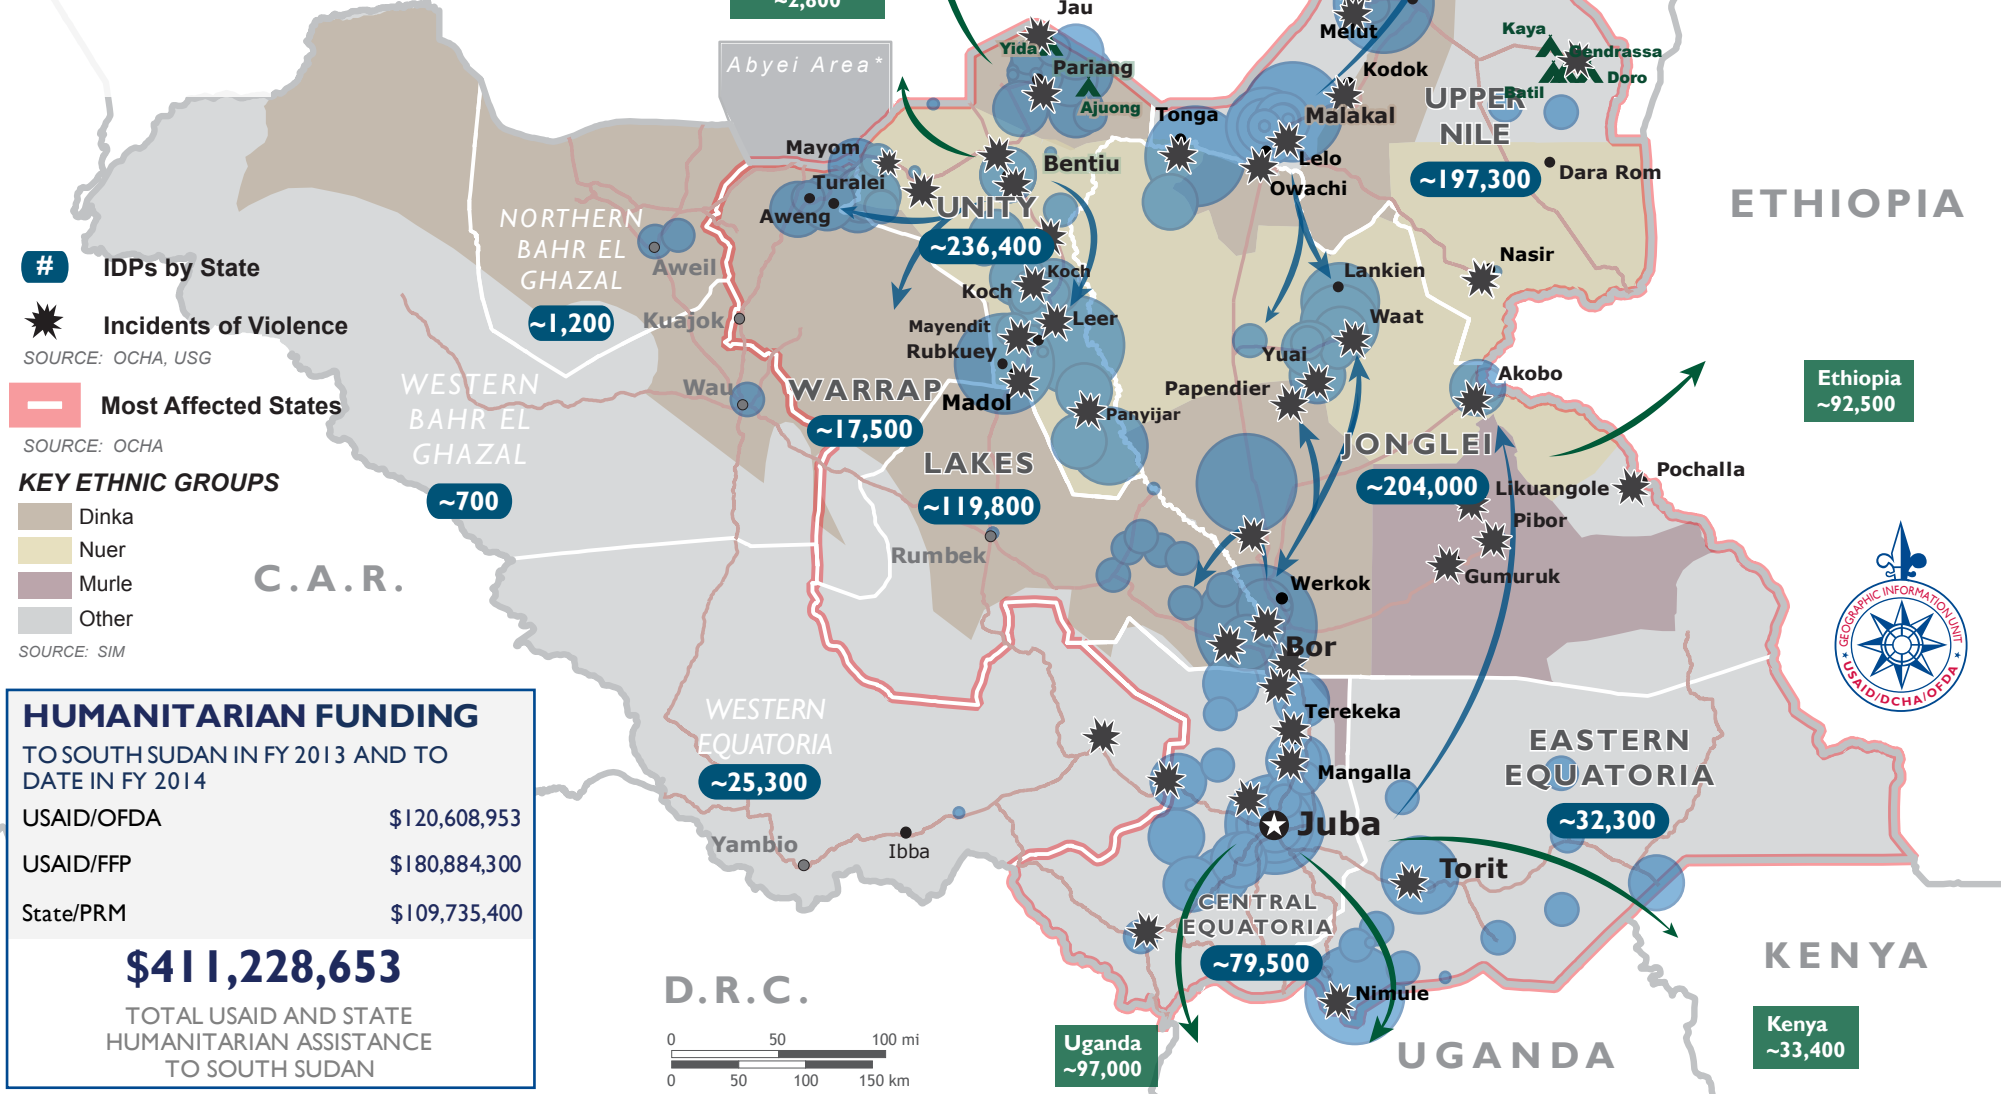 ~2,800
Jau
Melut
Kaya
Yida
Gendrassa
Abyei Area*
Pariang
Kodok
Doro
Batil
Ajuong
UPPER
NILE
Tonga
Malakal
Mayom
Bentiu
Lelo
Dara Rom
~197,300
Turalei
Owachi
ETHIOPIA
UNITY
Aweng
NORTHERN
BAHR EL
GHAZAL
~236,400
Nasir
# IDPs by State
Aweil
Koch
Lankien
Koch
~1,200
Kuajok
Leer
Waat
Incidents of Violence
Mayendit
SOURCE: OCHA, USG
Rubkuey
Yuai
Akobo
Ethiopia
~92,500
WESTERN
BAHR EL
GHAZAL
Wau
WARRAP
Papendier
Most Affected States
Madol
Panyijar
~17,500
SOURCE: OCHA
JONGLEI
LAKES
Pochalla
KEY ETHNIC GROUPS
~204,000
Likuangole
~700
~119,800
Dinka
Pibor
Nuer
Rumbek
C.A.R.
Werkok
Gumuruk
Murle
GEOGRAPHIC INFORMATION UNIT
USAID/DCHA/OFDA
Other
Bor
SOURCE: SIM
HUMANITARIAN FUNDING
TO SOUTH SUDAN IN FY 2013 AND TO
DATE IN FY 2014
USAID/OFDA $120,608,953
USAID/FFP $180,884,300
State/PRM $109,735,400
$411,228,653
TOTAL USAID AND STATE
HUMANITARIAN ASSISTANCE
TO SOUTH SUDAN
WESTERN
EQUATORIA
~25,300
Terekeka
EASTERN
EQUATORIA
Mangalla
~32,300
Juba
Yambio
Ibba
Torit
CENTRAL
EQUATORIA
~79,500
KENYA
D.R.C.
Nimule
0 50 100 mi
0 50 100 150 km
Uganda
~97,000
UGANDA
Kenya
~33,400